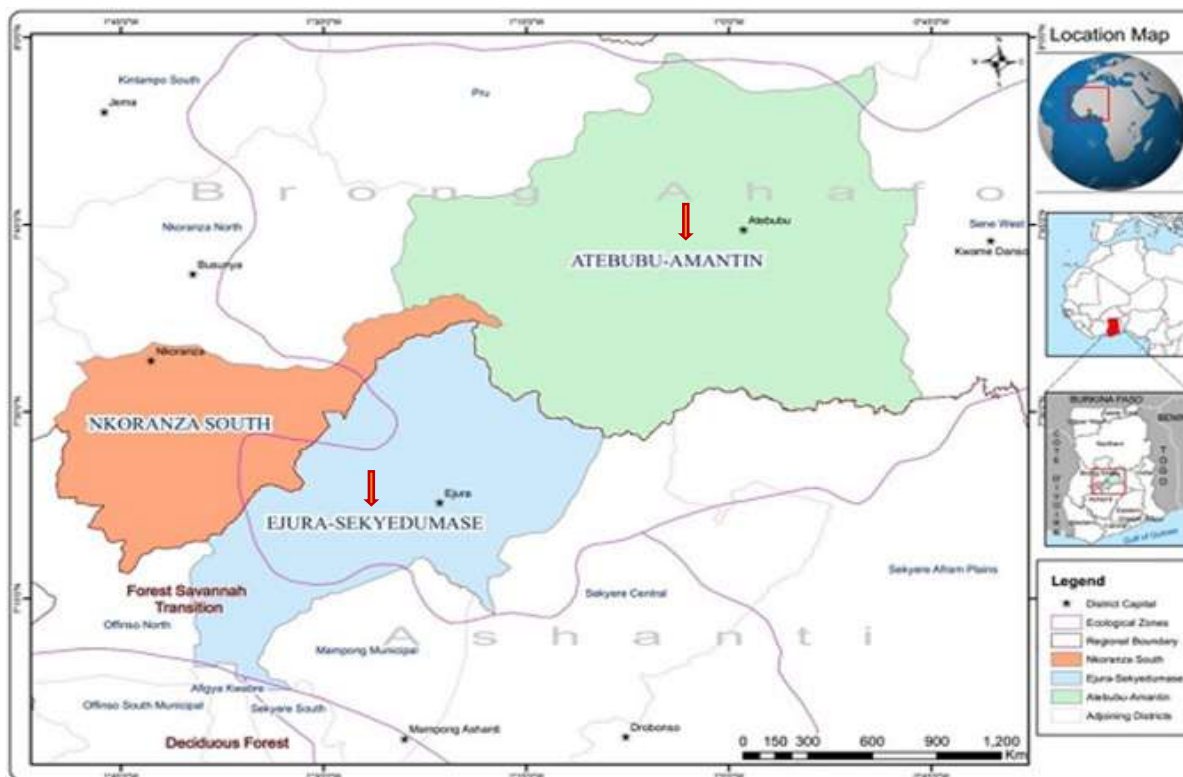 Location Map
Kintampo South
Jema
Pru
Brong Ahafo
Nkoranza North
Atebubu
Sene West
Kwame Danso
Busunya
ATEBUBU-AMANTIN
Nkoranza
NKORANZA SOUTH
Ejura
EJURA-SEKYEDUMASE
Forest Savannah
Transition
Offinso North
Sekyere Central
Sekyere Afram Plains
Ashanti
Mampong Municipal
Afigya Kwabre
Offinso South Municipal
Sekyere South
Mampong Ashanti
Drobonso
Deciduous Forest
0 150 300 600 900 1,200
Km
BURKINA FASO
Northern
TOGO
Ashanti
Eastern
Gulf of Guinea
Legend
District Capital
Ecological Zones
Regional Boundary
Nkoranza South
Ejura-Sekyedumase
Atebubu-Amantin
Adjoining Districts